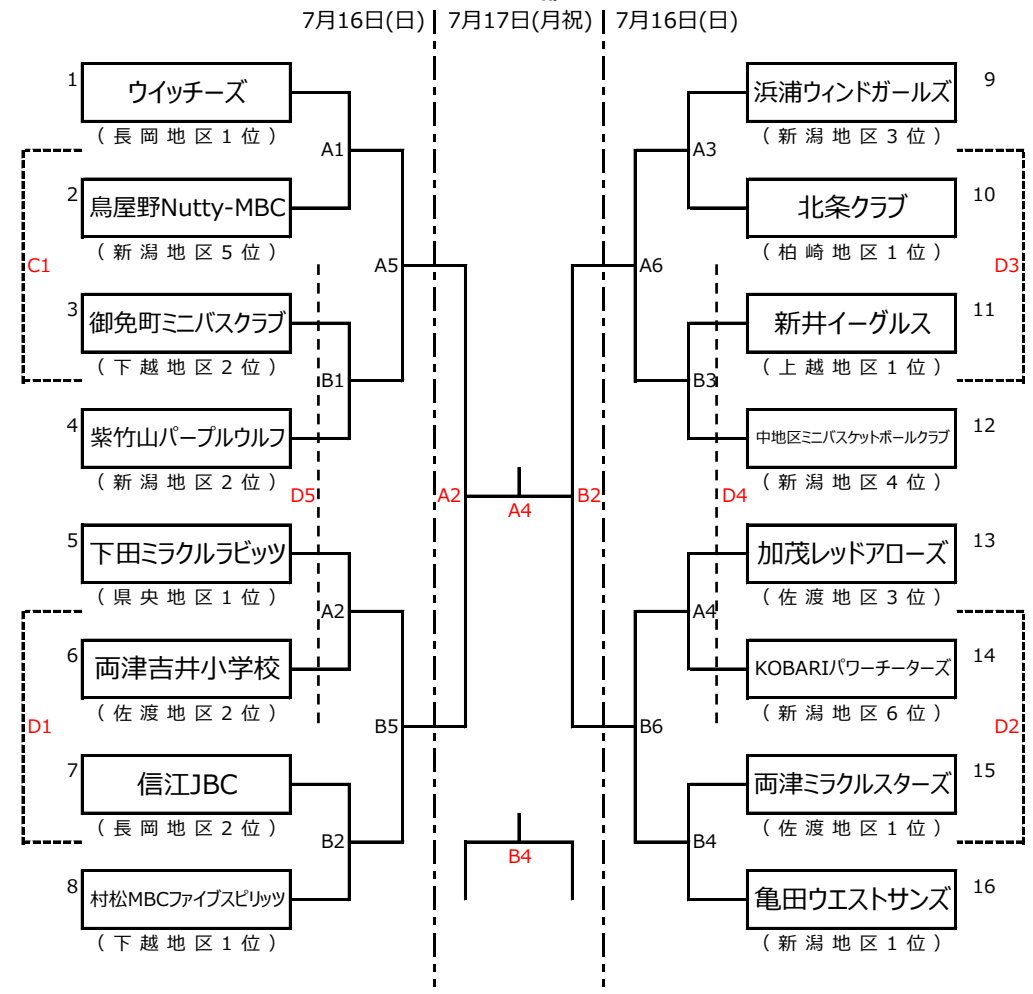 7月16日(日) 7月17日(月祝) 7月16日(日)
1 ウイッチーズ
(長岡地区1位)
A1
2 鳥屋野Nutty-MBC
(新潟地区5位)
C1
A5
3 御免町ミニバスクラブ
(下越地区2位)
B1
4 紫竹山パープルウルフ
(新潟地区2位)
D5
A2
5 下田ミラクルラビッツ
(県央地区1位)
A2
6 両津吉井小学校
(佐渡地区2位)
D1
B5
7 信江JBC
(長岡地区2位)
B2
8 村松MBCファイブスピリッツ
(下越地区1位)
A4
B4
浜浦ウィンドガールズ 9
(新潟地区3位)
A3
北条クラブ 10
(柏崎地区1位)
A6
D3
新井イーグルス 11
(上越地区1位)
B3
中地区ミニバスケットボールクラブ 12
(新潟地区4位)
B2
D4
加茂レッドアローズ 13
(佐渡地区3位)
A4
KOBARIパワーチーターズ 14
(新潟地区6位)
B6
D2
両津ミラクルスターズ 15
(佐渡地区1位)
B4
亀田ウエストサンズ 16
(新潟地区1位)